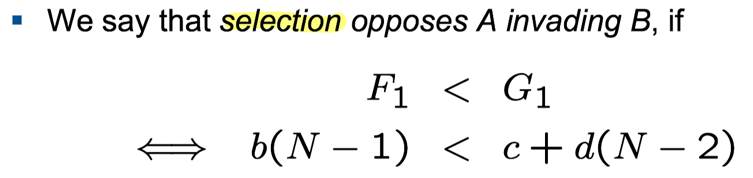 ▪ We say that selection opposes A invading B, if
F₁ < G₁
⟺ b(N − 1) < c + d(N − 2)